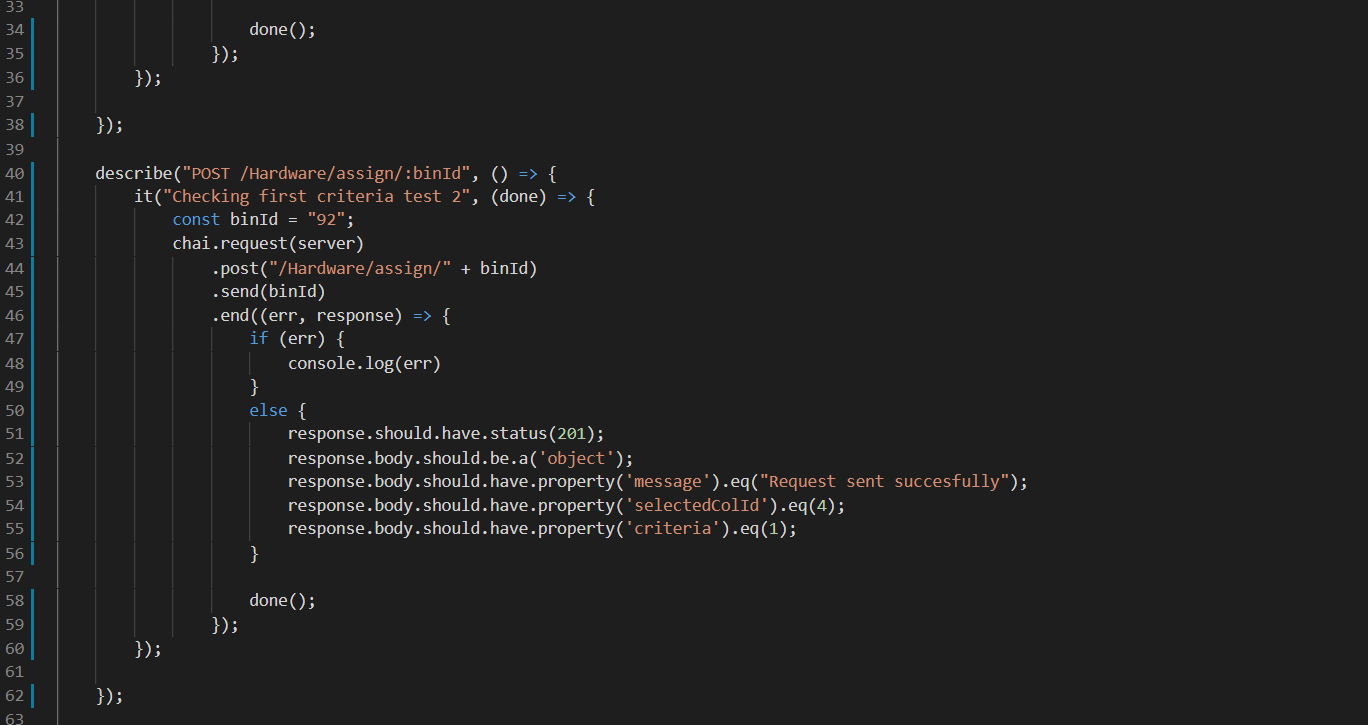 33
34 done();
35 });
36 });
37
38 });
39
40 describe("POST /Hardware/assign/:binId", () => {
41 it("Checking first criteria test 2", (done) => {
42 const binId = "92";
43 chai.request(server)
44 .post("/Hardware/assign/" + binId)
45 .send(binId)
46 .end((err, response) => {
47 if (err) {
48 console.log(err)
49 }
50 else {
51 response.should.have.status(201);
52 response.body.should.be.a('object');
53 response.body.should.have.property('message').eq("Request sent succesfully");
54 response.body.should.have.property('selectedColId').eq(4);
55 response.body.should.have.property('criteria').eq(1);
56 }
57
58 done();
59 });
60 });
61
62 });
63